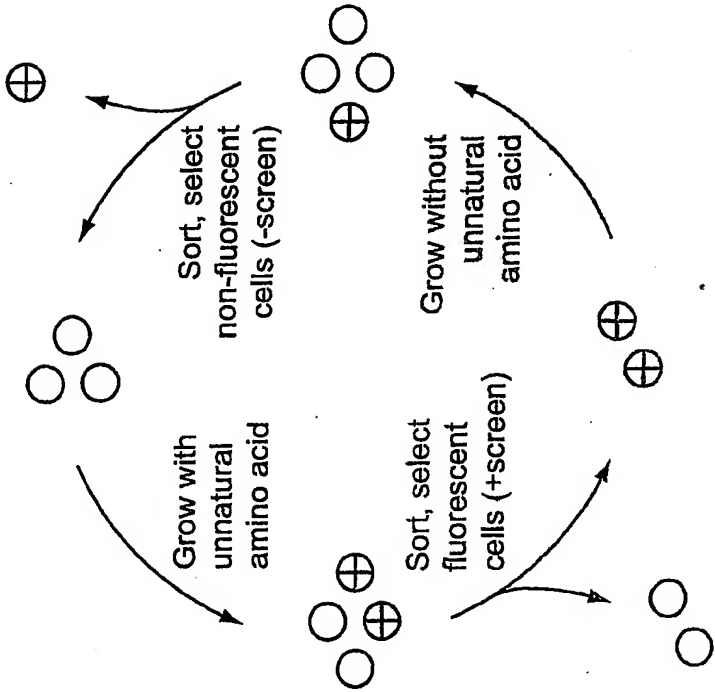 Grow with
unnatural
amino acid
Sort, select
fluorescent
cells (+screen)
Grow without
unnatural
amino acid
Sort, select
non-fluorescent
cells (-screen)